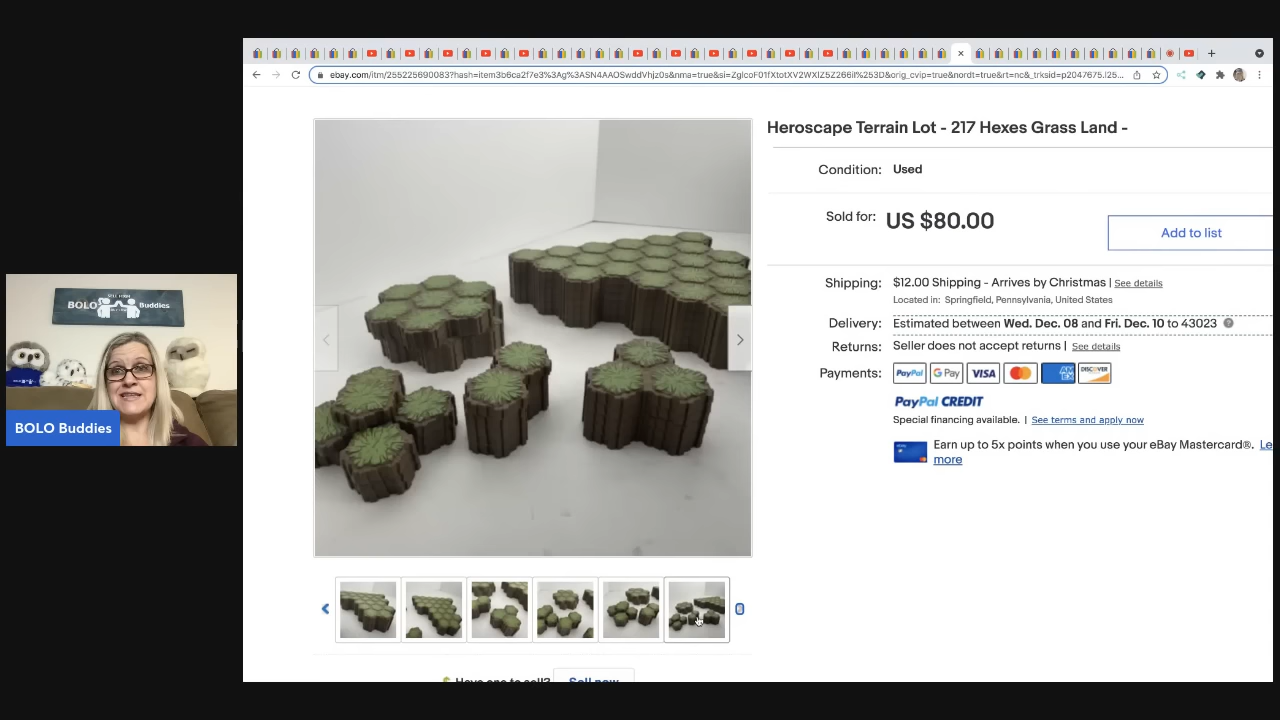 ebay.com/itm/255225690083?hash=item3b6ca2f7e3%3Ag%3ASN4AAOSwddVhjz0s&nma=true&si=ZgIcoF01fXtotXV2WXIZ5Z266iI%253D&orig_cvip=true&nordt=true&rt=nc&_trksid=p2047675.l25...
Heroscape Terrain Lot - 217 Hexes Grass Land -
Condition: Used
Sold for: US $80.00
Add to list
Shipping: $12.00 Shipping - Arrives by Christmas | See details
Located in: Springfield, Pennsylvania, United States
Delivery: Estimated between Wed. Dec. 08 and Fri. Dec. 10 to 43023
Returns: Seller does not accept returns | See details
Payments: PayPal G Pay VISA MasterCard AM EX DISCOVER
PayPal CREDIT
Special financing available. | See terms and apply now
Earn up to 5x points when you use your eBay Mastercard®. Le
more
Have one to sell? Sell now
BOLO Buddies
BOLO Buddies